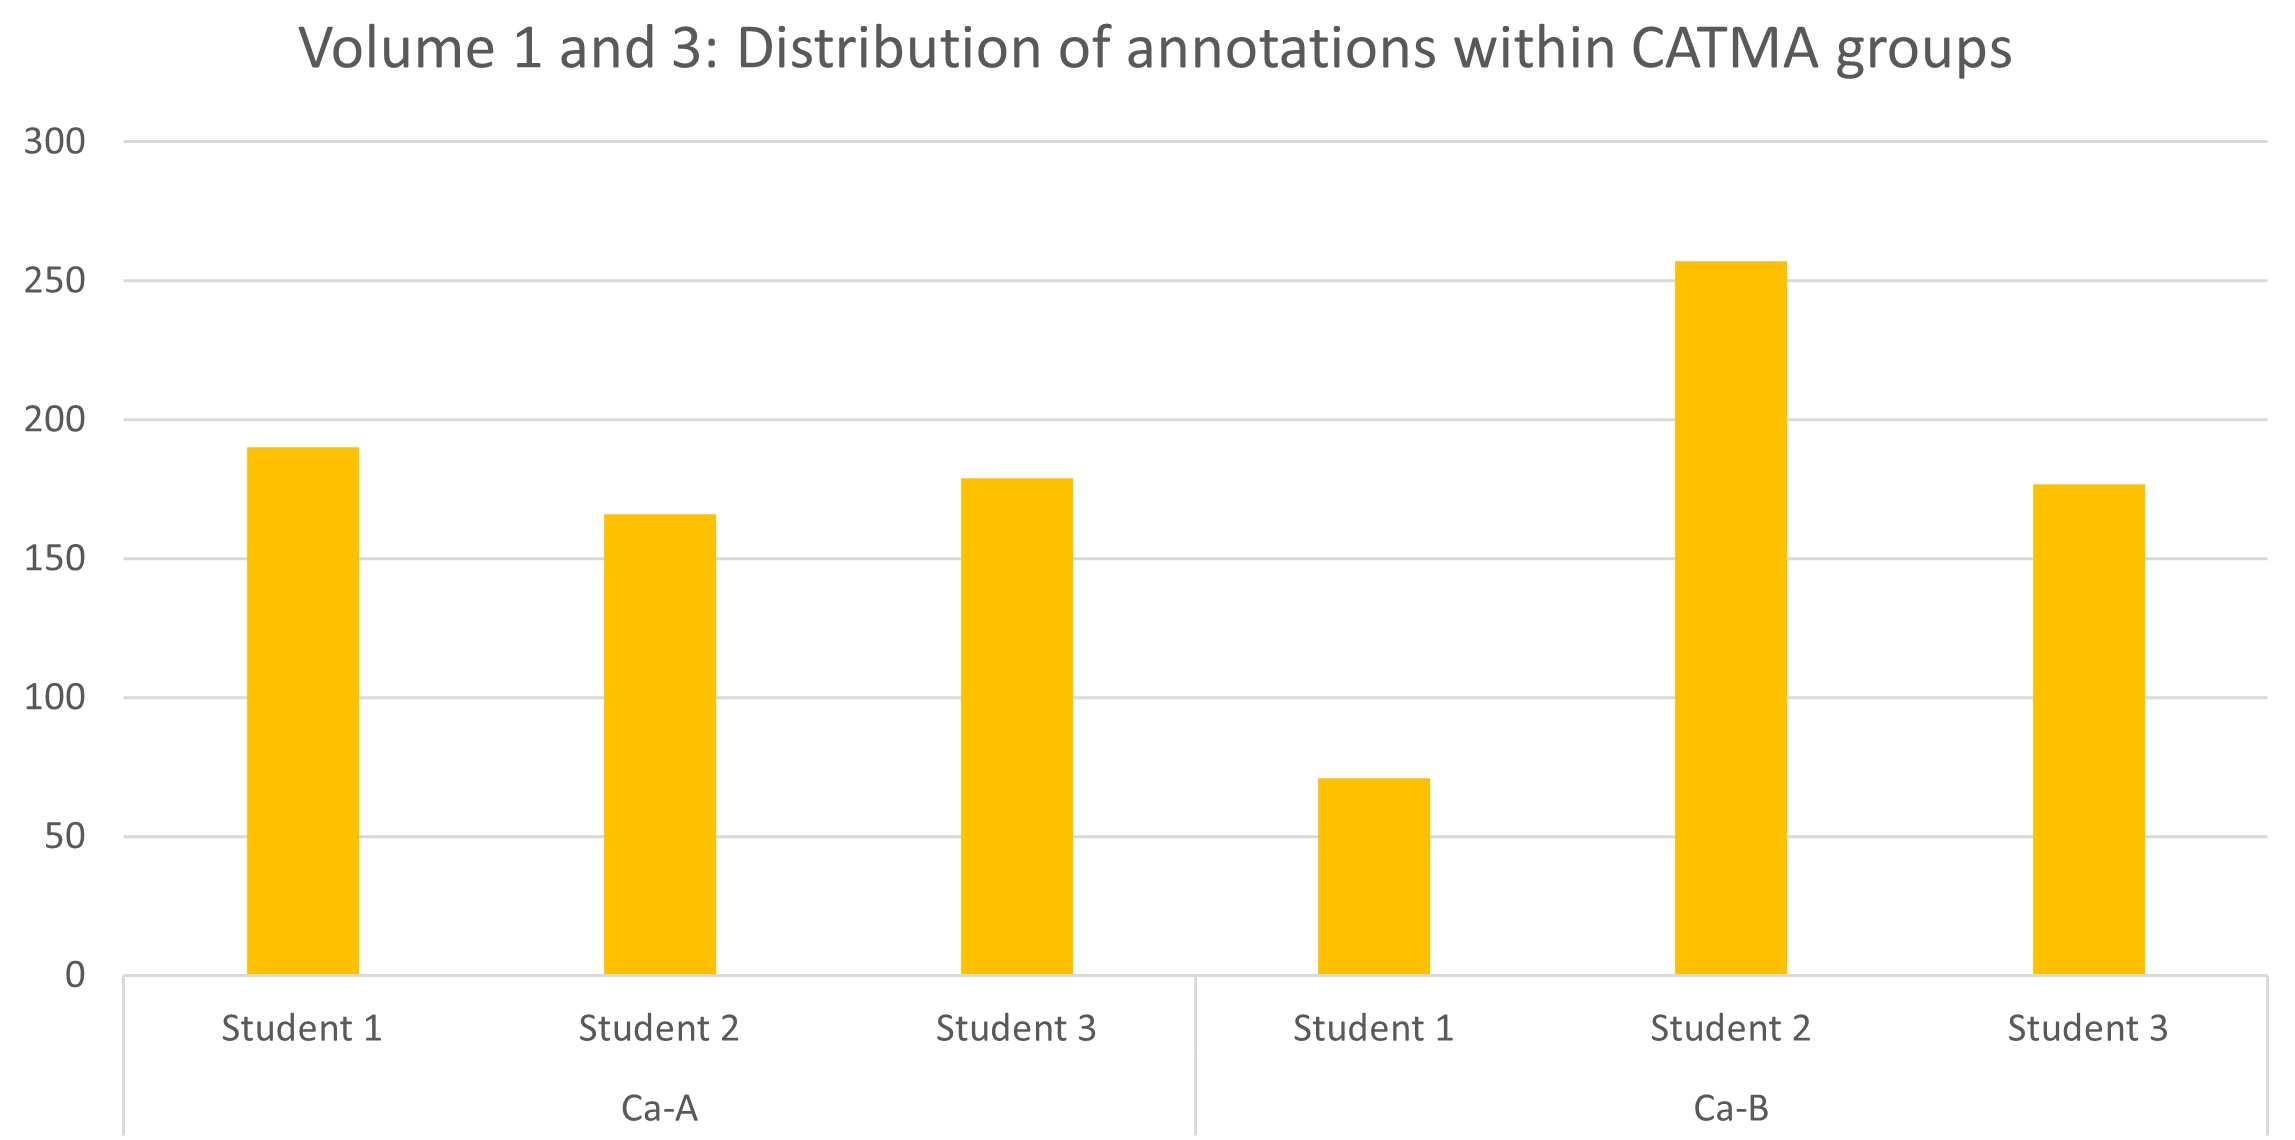 Volume 1 and 3: Distribution of annotations within CATMA groups
300
250
200
150
100
50
0
Student 1 Student 2 Student 3 Student 1 Student 2 Student 3
Ca-A Ca-B